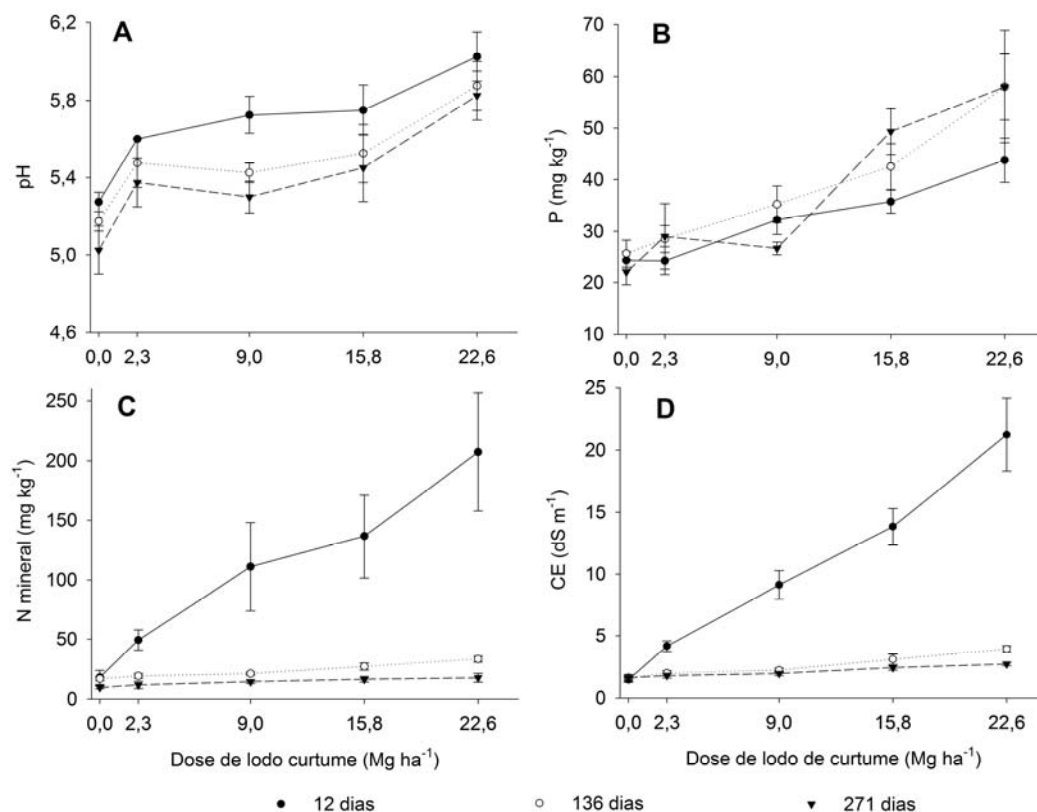 A
pH
6,2
5,8
5,4
5,0
4,6
0,0 2,3 9,0 15,8 22,6
B
P (mg kg⁻¹)
70
60
50
40
30
20
10
0,0 2,3 9,0 15,8 22,6
C
N mineral (mg kg⁻¹)
250
200
150
100
50
0
0,0 2,3 9,0 15,8 22,6
Dose de lodo curtume (Mg ha⁻¹)
D
CE (dS m⁻¹)
25
20
15
10
5
0
0,0 2,3 9,0 15,8 22,6
Dose de lodo de curtume (Mg ha⁻¹)
12 dias 136 dias 271 dias